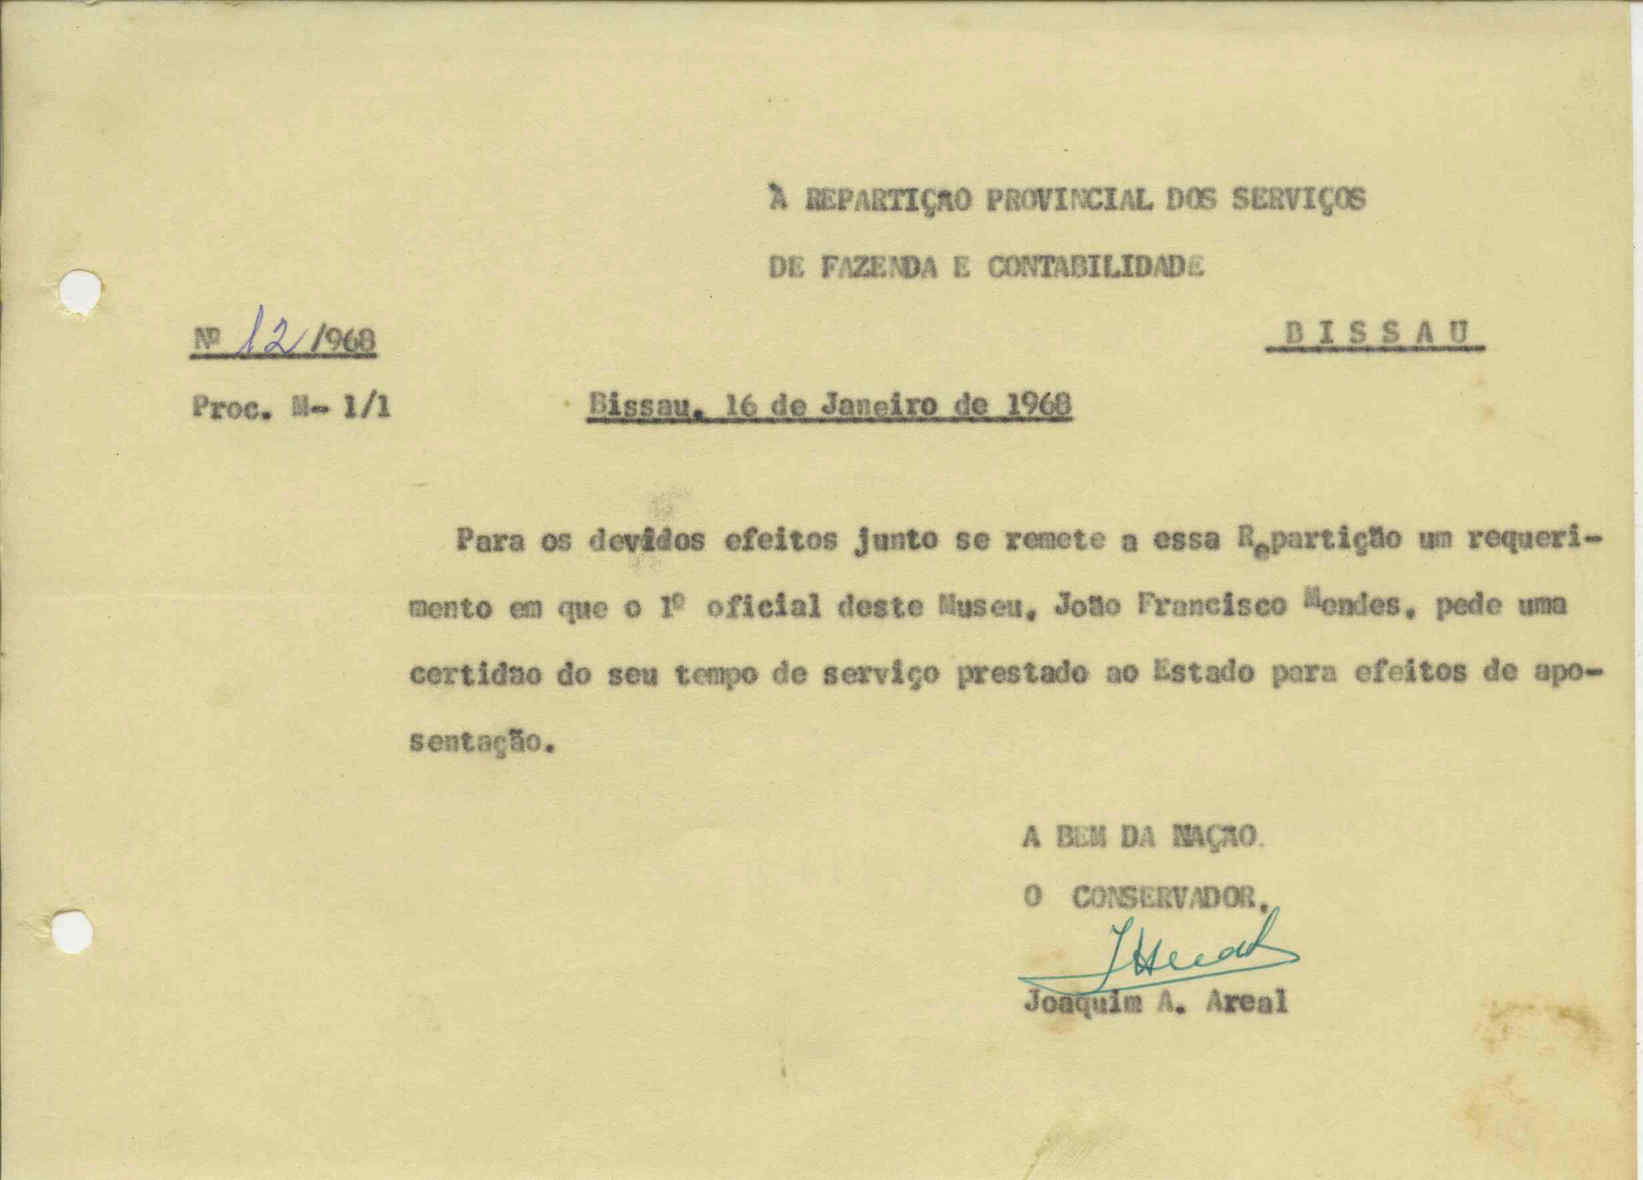 À REPARTIÇÃO PROVINCIAL DOS SERVIÇOS
DE FAZENDA E CONTABILIDADE
Nº 12/968
B I S S A U
Proc. M- 1/1
Bissau, 16 de Janeiro de 1968
Para os devidos efeitos junto se remete a essa Repartição um requeri-
mento em que o 1º oficial deste Museu, João Francisco Mendes, pede uma
certidão do seu tempo de serviço prestado ao Estado para efeitos de apo-
sentação.
A BEM DA NAÇÃO.
O CONSERVADOR,
Joaquim A. Areal